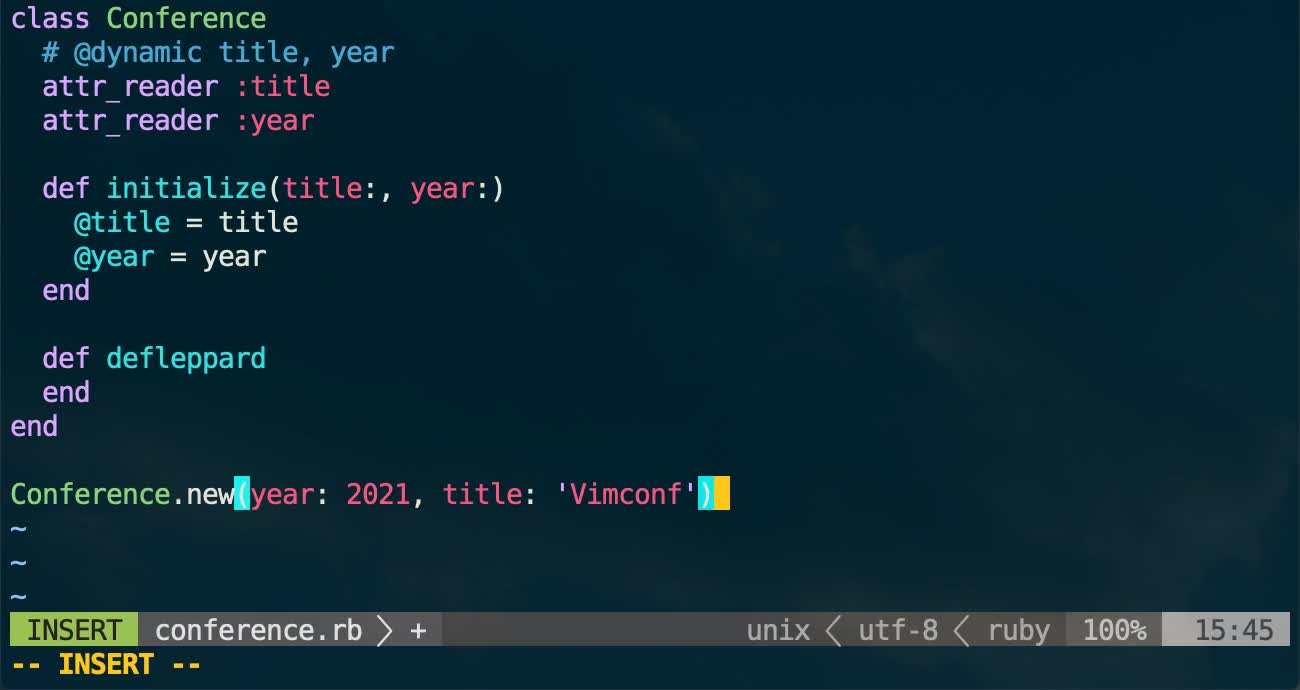 class Conference
  # @dynamic title, year
  attr_reader :title
  attr_reader :year

  def initialize(title:, year:)
    @title = title
    @year = year
  end

  def defleppard
  end
end

Conference.new(year: 2021, title: 'Vimconf')
~
~
~
INSERT conference.rb > + unix < utf-8 < ruby 100% 15:45
-- INSERT --